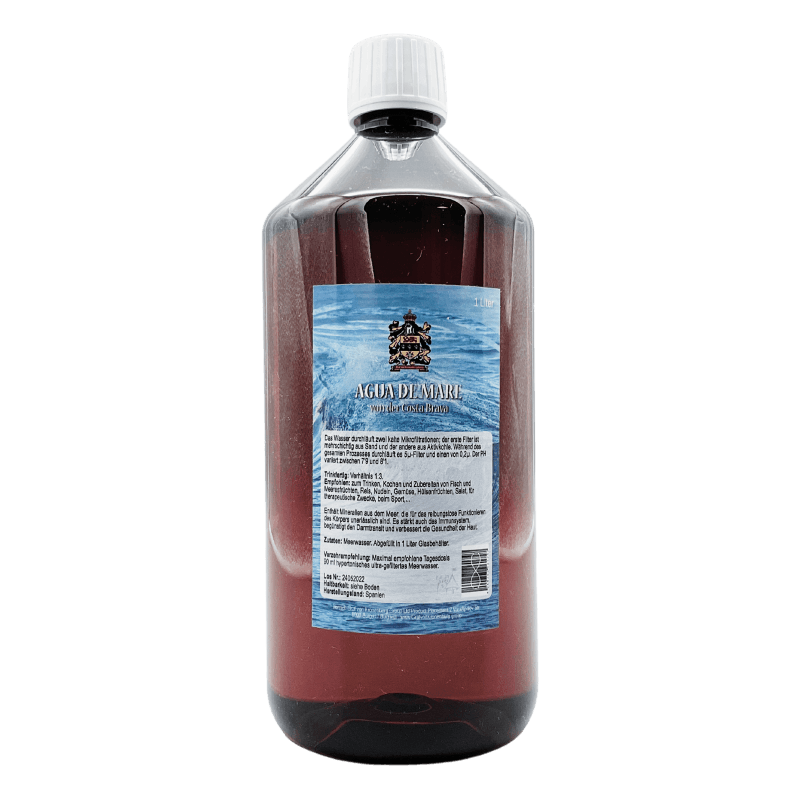 1 Liter
AGUA DE MARE
von der Costa Brava
Das Wasser durchläuft zwei kalte Mikrofiltrationen; der erste Filter ist
mehrschichtig aus Sand und der andere aus Aktivkohle. Während des
gesamten Prozesses durchläuft es 5µ-Filter und einen von 0,2µ. Der PH
variiert zwischen 7'9 und 8'1.
Trinkfertig: Verhältnis 1:3.
Empfohlen: zum Trinken, Kochen und Zubereiten von Fisch und
Meeresfrüchten, Reis, Nudeln, Gemüse, Hülsenfrüchten, Salat, für
therapeutische Zwecke, beim Sport,...
Enthält Mineralien aus dem Meer, die für das reibungslose Funktionieren
des Körpers unerlässlich sind. Es stärkt auch das Immunsystem,
begünstigt den Darmtransit und verbessert die Gesundheit der Haut.
Zutaten: Meerwasser. Abgefüllt in 1 Liter Glasbehälter.
Verzehrempfehlung: Maximal empfohlene Tagesdosis
90 ml hypertonisches ultra-gefiltertes Meerwasser.
Los Nr.: 24052022
Haltbarkeit: siehe Boden
Herstellungsland: Spanien